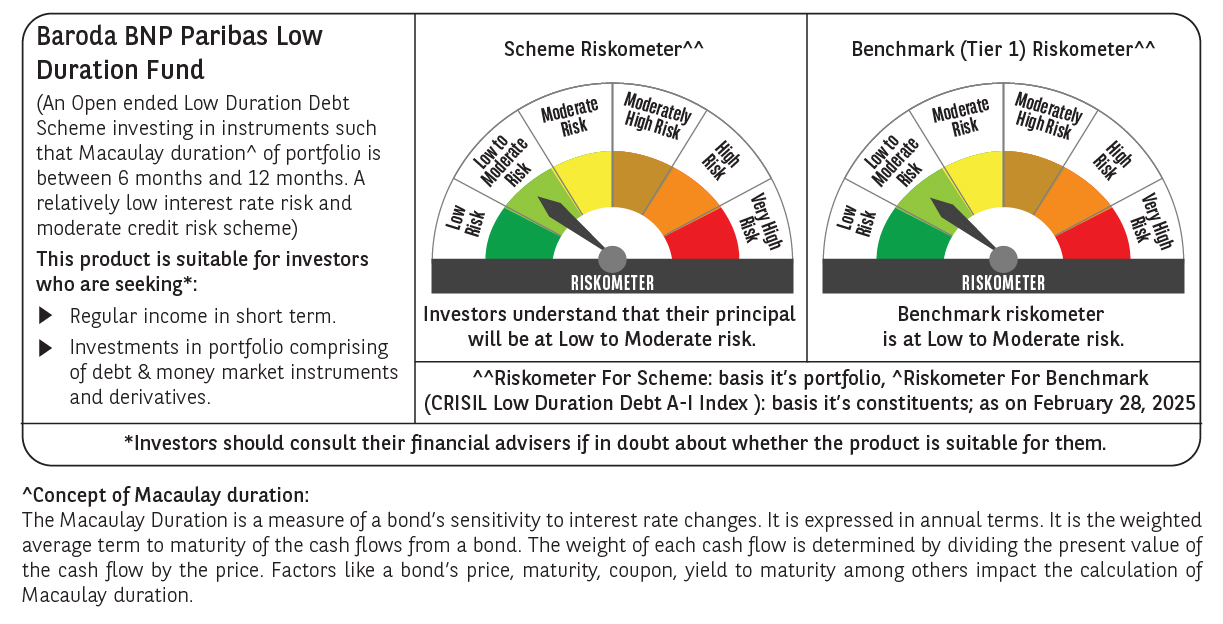 Baroda BNP Paribas Low
Duration Fund
(An Open ended Low Duration Debt
Scheme investing in instruments such
that Macaulay duration^ of portfolio is
between 6 months and 12 months. A
relatively low interest rate risk and
moderate credit risk scheme)
This product is suitable for investors
who are seeking*:
Regular income in short term.
Investments in portfolio comprising
of debt & money market instruments
and derivatives.
Scheme Riskometer^^
Low
Risk
Low to
Moderate
Risk
Moderate
Risk
Moderately
High Risk
High
Risk
Very High
Risk
RISKOMETER
Investors understand that their principal
will be at Low to Moderate risk.
Benchmark (Tier 1) Riskometer^^
Low
Risk
Low to
Moderate
Risk
Moderate
Risk
Moderately
High Risk
High
Risk
Very High
Risk
RISKOMETER
Benchmark riskometer
is at Low to Moderate risk.
^^Riskometer For Scheme: basis it's portfolio, ^Riskometer For Benchmark
(CRISIL Low Duration Debt A-I Index ): basis it's constituents; as on February 28, 2025
*Investors should consult their financial advisers if in doubt about whether the product is suitable for them.
^Concept of Macaulay duration:
The Macaulay Duration is a measure of a bond's sensitivity to interest rate changes. It is expressed in annual terms. It is the weighted
average term to maturity of the cash flows from a bond. The weight of each cash flow is determined by dividing the present value of
the cash flow by the price. Factors like a bond's price, maturity, coupon, yield to maturity among others impact the calculation of
Macaulay duration.